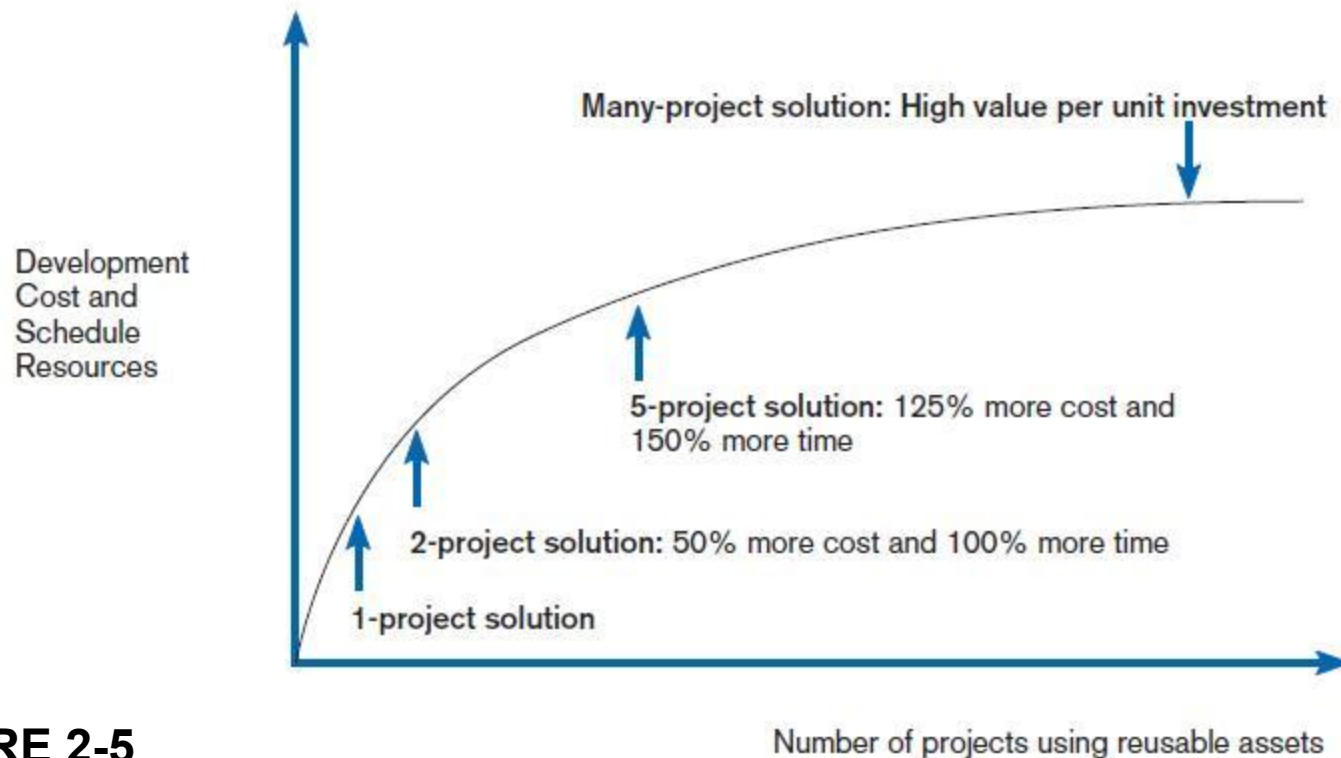 Many-project solution: High value per unit investment
Development
Cost and
Schedule
Resources
5-project solution: 125% more cost and
150% more time
2-project solution: 50% more cost and 100% more time
1-project solution
RE 2-5
Number of projects using reusable assets